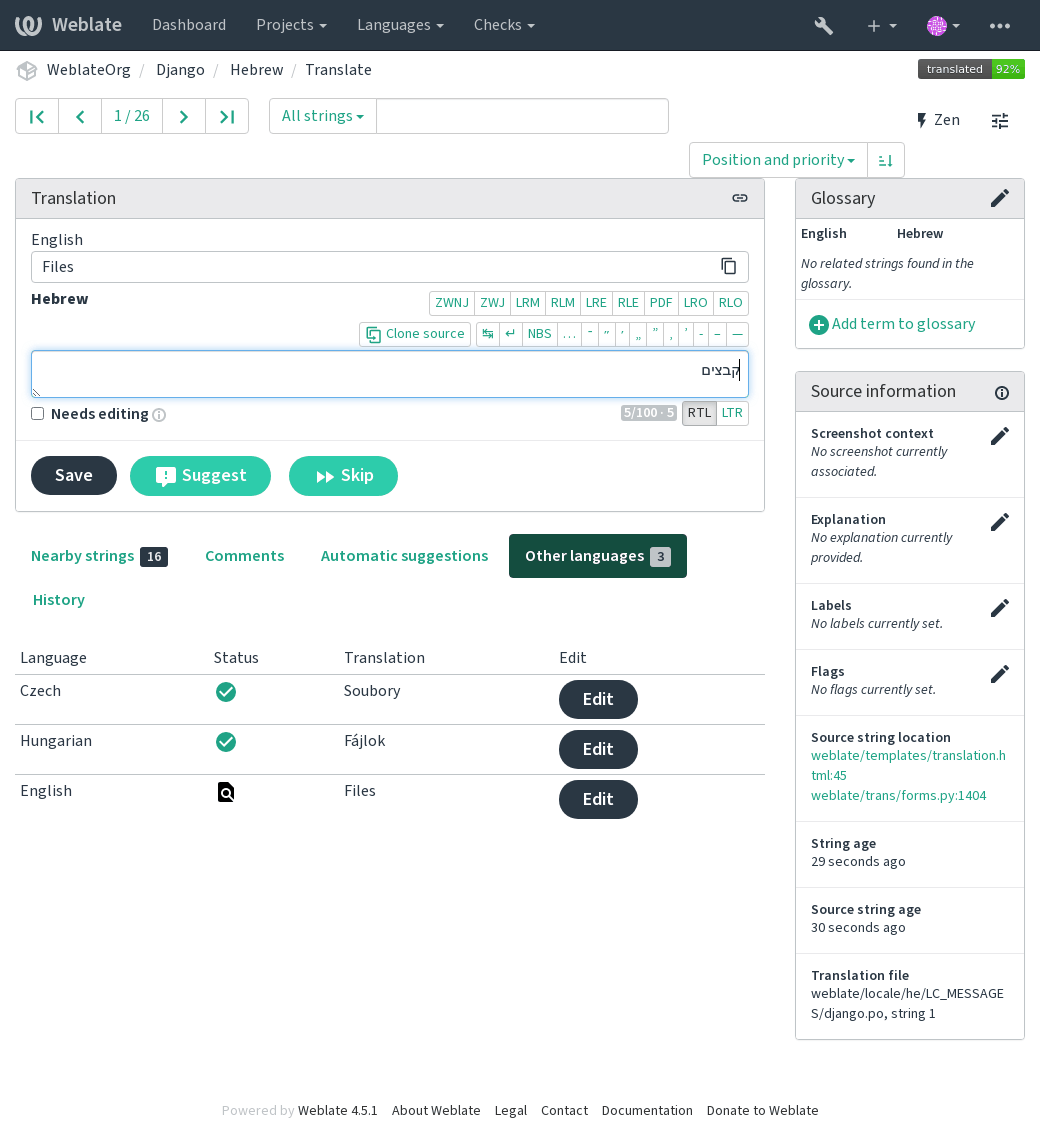 Weblate Dashboard Projects Languages Checks
WeblateOrg / Django / Hebrew / Translate translated 92%
1 / 26 All strings Zen
Position and priority
Translation
English
Files
Hebrew ZWNJ ZWJ LRM RLM LRE RLE PDF LRO RLO
Clone source ↹ ↵ NBS … ־ ״ ׳ „ ” ‚ ’ - – —
קבצים
Needs editing 5/100 · 5 RTL LTR
Save Suggest Skip
Nearby strings 16 Comments Automatic suggestions Other languages 3
History
Language Status Translation Edit
Czech Soubory Edit
Hungarian Fájlok Edit
English Files Edit
Glossary
English Hebrew
No related strings found in the
glossary.
Add term to glossary
Source information
Screenshot context
No screenshot currently
associated.
Explanation
No explanation currently
provided.
Labels
No labels currently set.
Flags
No flags currently set.
Source string location
weblate/templates/translation.h
tml:45
weblate/trans/forms.py:1404
String age
29 seconds ago
Source string age
30 seconds ago
Translation file
weblate/locale/he/LC_MESSAGE
S/django.po, string 1
Powered by Weblate 4.5.1 About Weblate Legal Contact Documentation Donate to Weblate